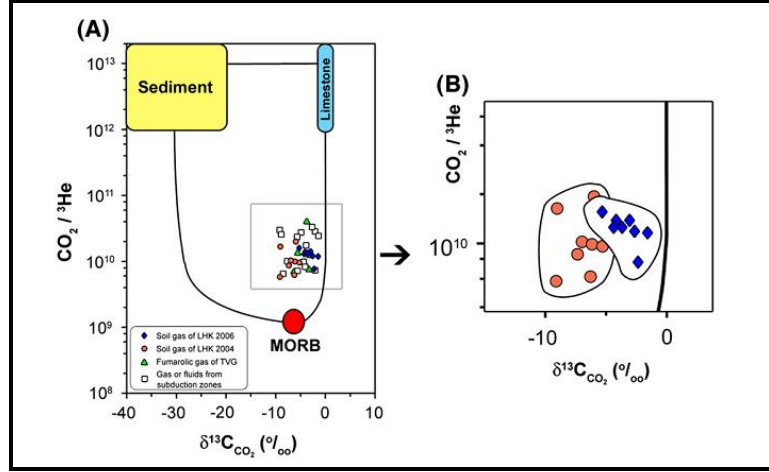 (A)
10¹³
10¹²
10¹¹
10¹⁰
10⁹
10⁸
CO₂ / ³He
Sediment
Limestone
MORB
Soil gas of LHK 2006
Soil gas of LHK 2004
Fumarolic gas of TVG
Gas or fluids from
subduction zones
-40 -30 -20 -10 0 10
δ¹³C_CO₂ (º/₀₀)
(B)
CO₂ / ³He
10¹⁰
-10 0
δ¹³C_CO₂ (º/₀₀)